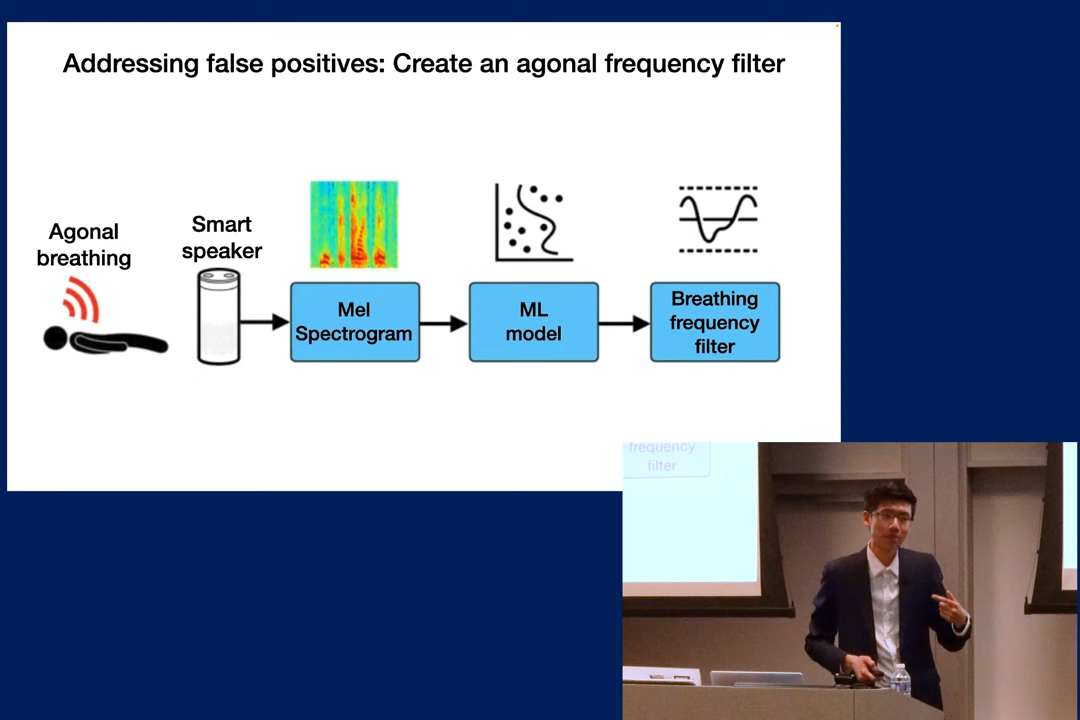 Addressing false positives: Create an agonal frequency filter
Agonal
breathing
Smart
speaker
Mel
Spectrogram
ML
model
Breathing
frequency
filter
frequency
filter